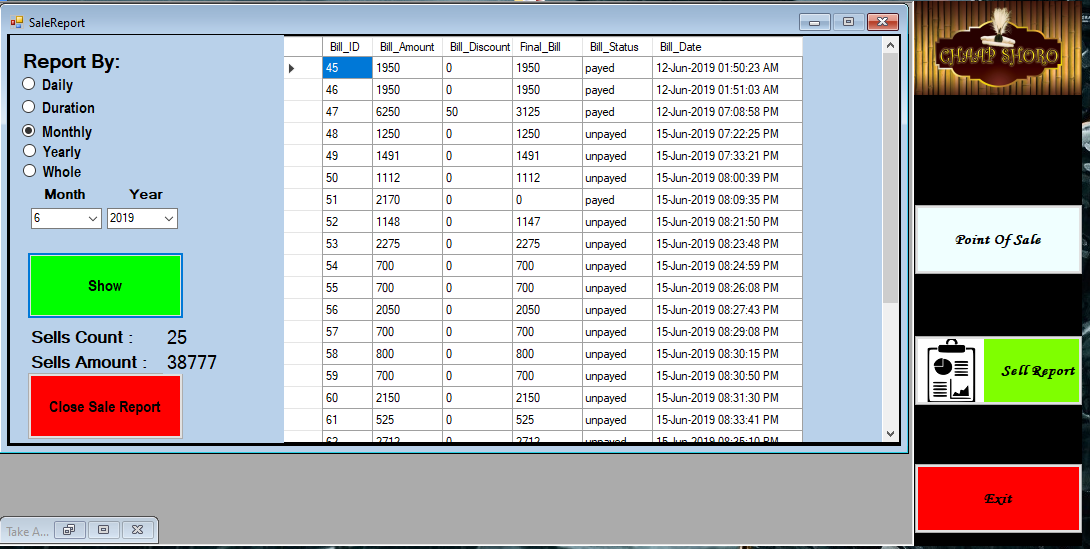 SaleReport
Report By:
Daily
Duration
Monthly
Yearly
Whole
Month Year
6 2019
Show
Sells Count : 25
Sells Amount : 38777
Close Sale Report
Bill_ID Bill_Amount Bill_Discount Final_Bill Bill_Status Bill_Date
45 1950 0 1950 payed 12-Jun-2019 01:50:23 AM
46 1950 0 1950 payed 12-Jun-2019 01:51:03 AM
47 6250 50 3125 payed 12-Jun-2019 07:08:58 PM
48 1250 0 1250 unpayed 15-Jun-2019 07:22:25 PM
49 1491 0 1491 unpayed 15-Jun-2019 07:33:21 PM
50 1112 0 1112 unpayed 15-Jun-2019 08:00:39 PM
51 2170 0 0 payed 15-Jun-2019 08:09:35 PM
52 1148 0 1147 unpayed 15-Jun-2019 08:21:50 PM
53 2275 0 2275 unpayed 15-Jun-2019 08:23:48 PM
54 700 0 700 unpayed 15-Jun-2019 08:24:59 PM
55 700 0 700 unpayed 15-Jun-2019 08:26:08 PM
56 2050 0 2050 unpayed 15-Jun-2019 08:27:43 PM
57 700 0 700 unpayed 15-Jun-2019 08:29:08 PM
58 800 0 800 unpayed 15-Jun-2019 08:30:15 PM
59 700 0 700 unpayed 15-Jun-2019 08:30:50 PM
60 2150 0 2150 unpayed 15-Jun-2019 08:31:30 PM
61 525 0 525 unpayed 15-Jun-2019 08:33:41 PM
62 2712 0 2712 unpayed 15-Jun-2019 08:35:10 PM
Take A...
CHAAP SHORO
Point Of Sale
Sell Report
Exit